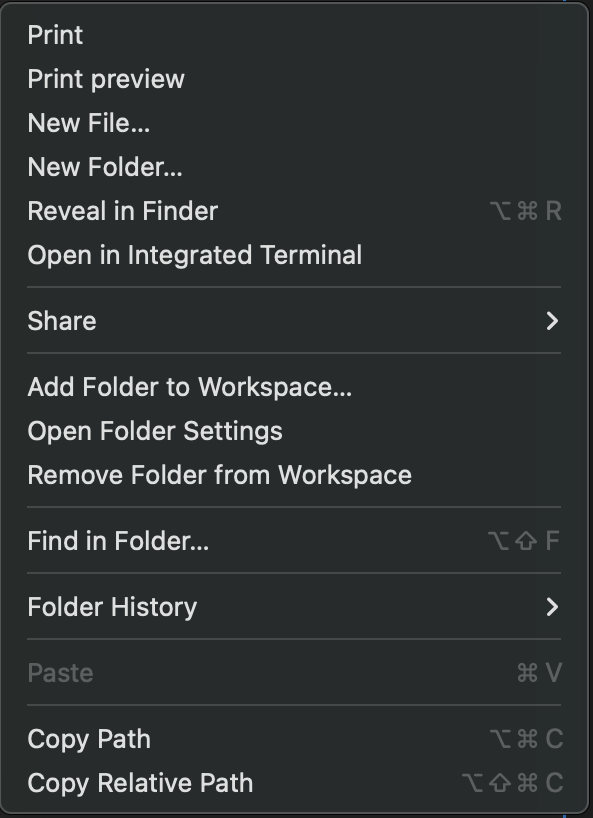 Print
Print preview
New File...
New Folder...
Reveal in Finder ⌥⌘R
Open in Integrated Terminal
Share
Add Folder to Workspace...
Open Folder Settings
Remove Folder from Workspace
Find in Folder... ⌥⇧F
Folder History
Paste ⌘V
Copy Path ⌥⌘C
Copy Relative Path ⌥⇧⌘C